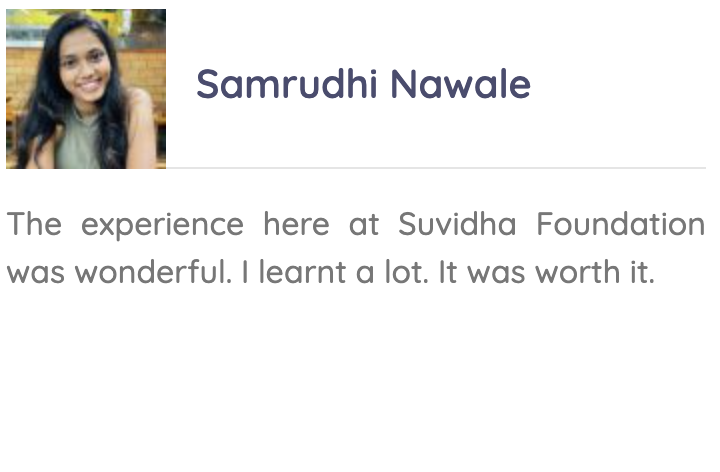 Samrudhi Nawale
The experience here at Suvidha Foundation
was wonderful. I learnt a lot. It was worth it.